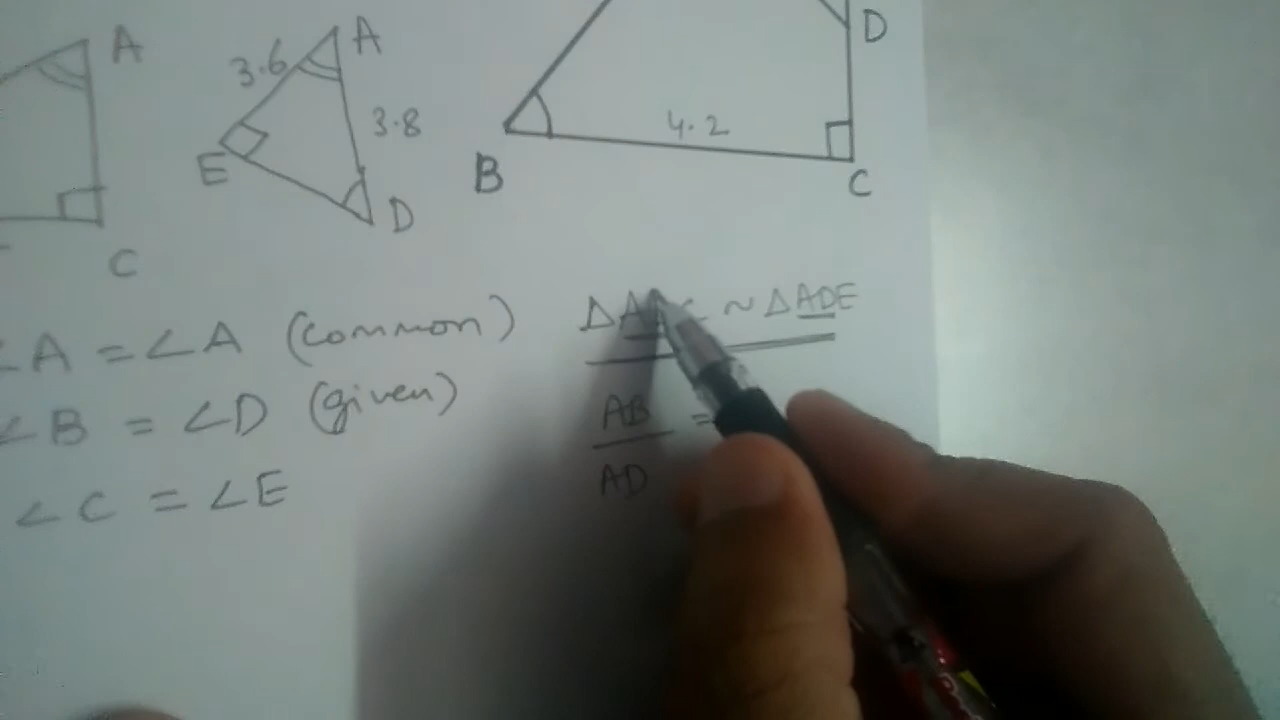 A
3.6
A
3.8
E
D
C
D
B
4.2
C
∠A = ∠A (common)
∠B = ∠D (given)
∠C = ∠E
~ ΔADE
AB =
AD